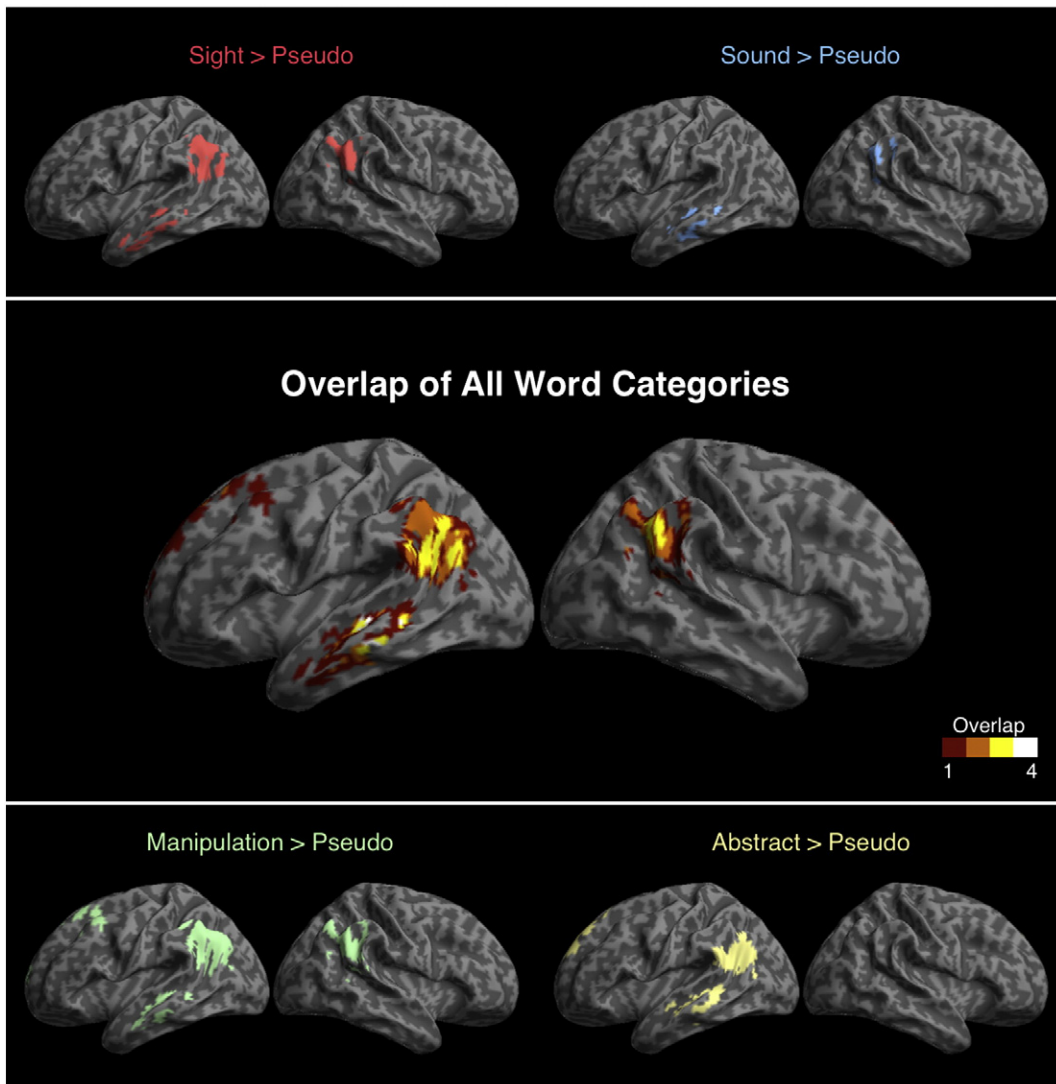 Sight > Pseudo
Sound > Pseudo
Overlap of All Word Categories
Overlap
1 4
Manipulation > Pseudo
Abstract > Pseudo